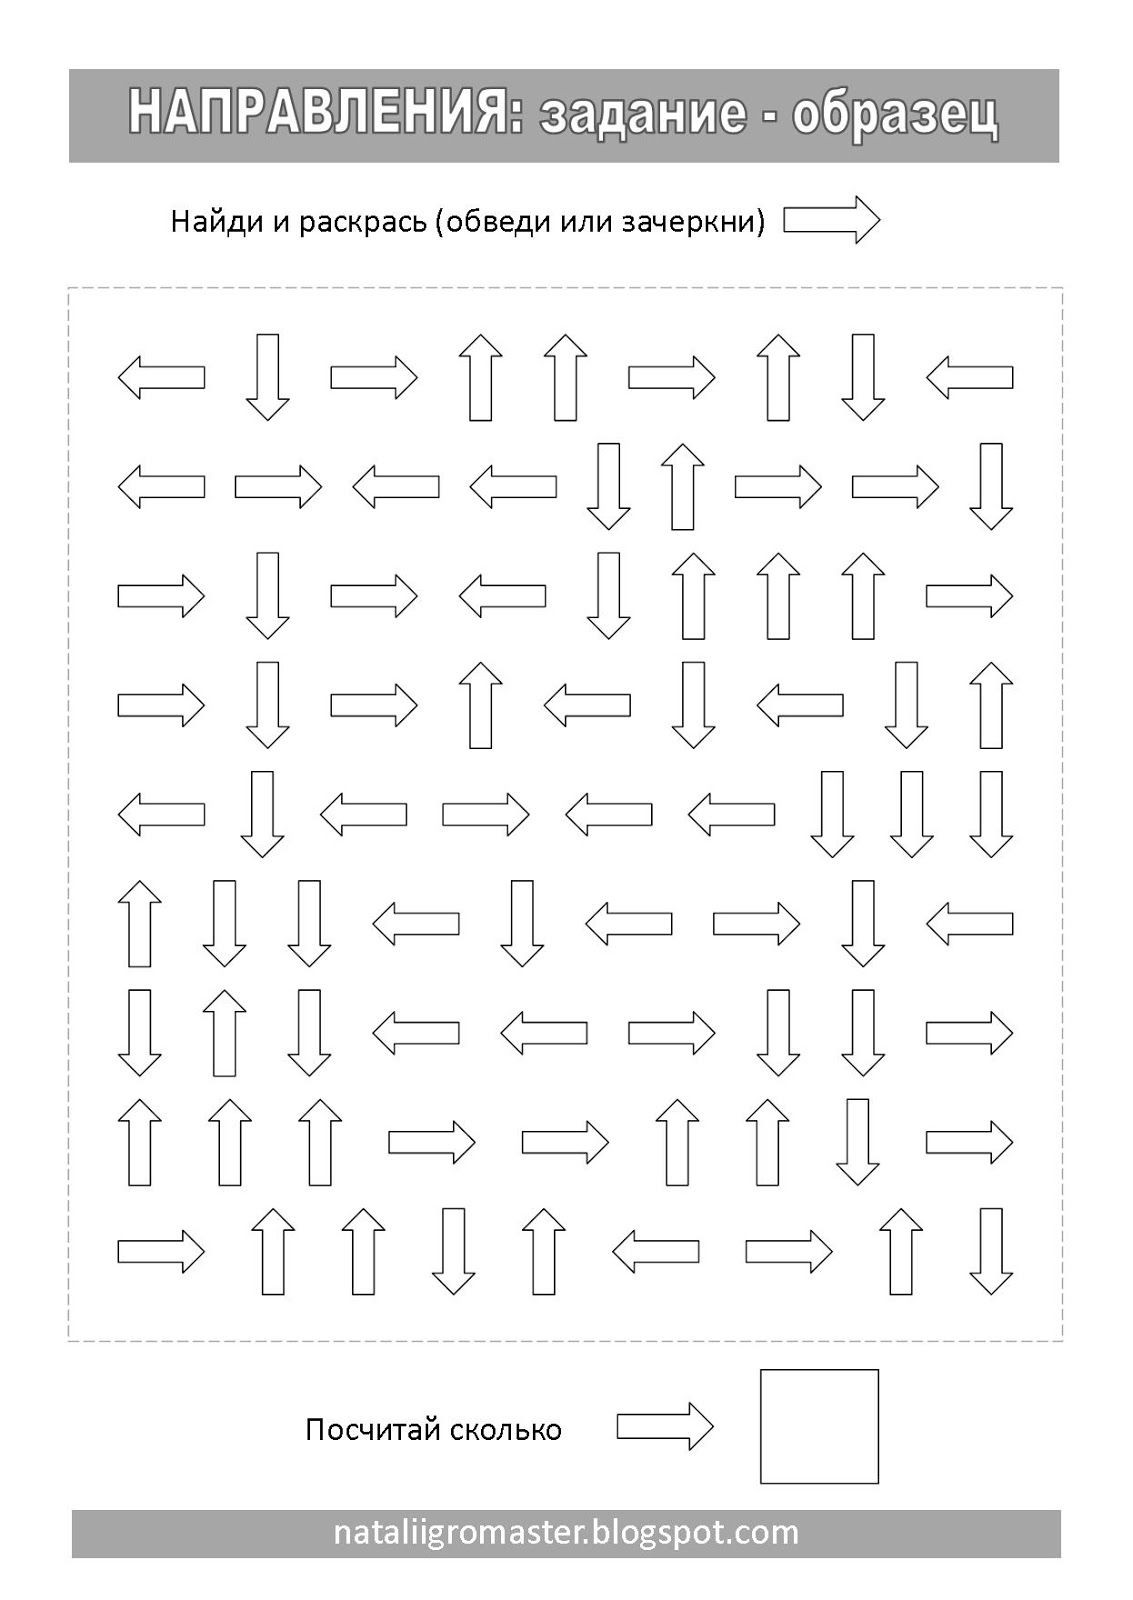 НАПРАВЛЕНИЯ: задание - образец
Найди и раскрась (обведи или зачеркни)
Посчитай сколько
nataliigromaster.blogspot.com